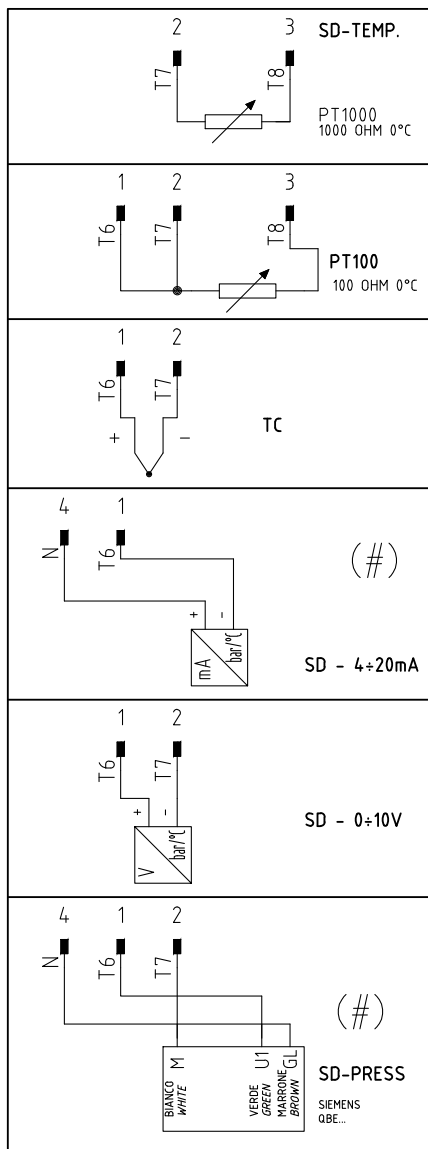 2 3 SD-TEMP.
T7 T8
PT1000
1000 OHM 0°C
1 2 3
T6 T7 T8
PT100
100 OHM 0°C
1 2
T6 T7
+ -
TC
4 1
N T6
(#)
+ -
mA bar/°C
SD - 4÷20mA
1 2
T6 T7
+ -
V bar/°C
SD - 0÷10V
4 1 2
N T6 T7
(#)
M U1 GL
BIANCO
WHITE
VERDE
GREEN
MARRONE
BROWN
SD-PRESS
SIEMENS
QBE...